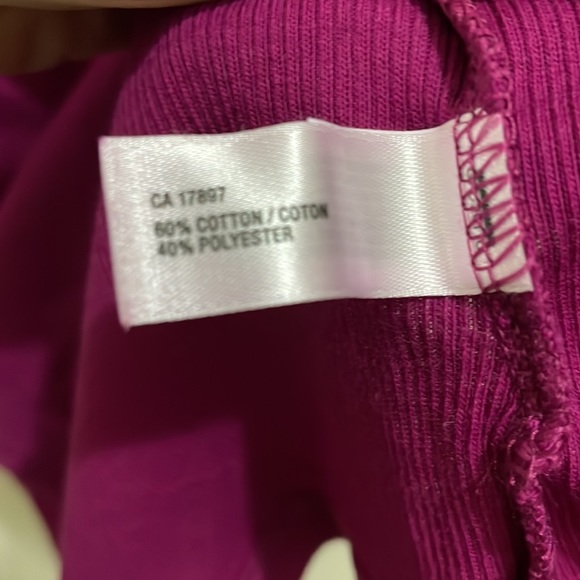 CA 17897
60% COTTON / COTON
40% POLYESTER